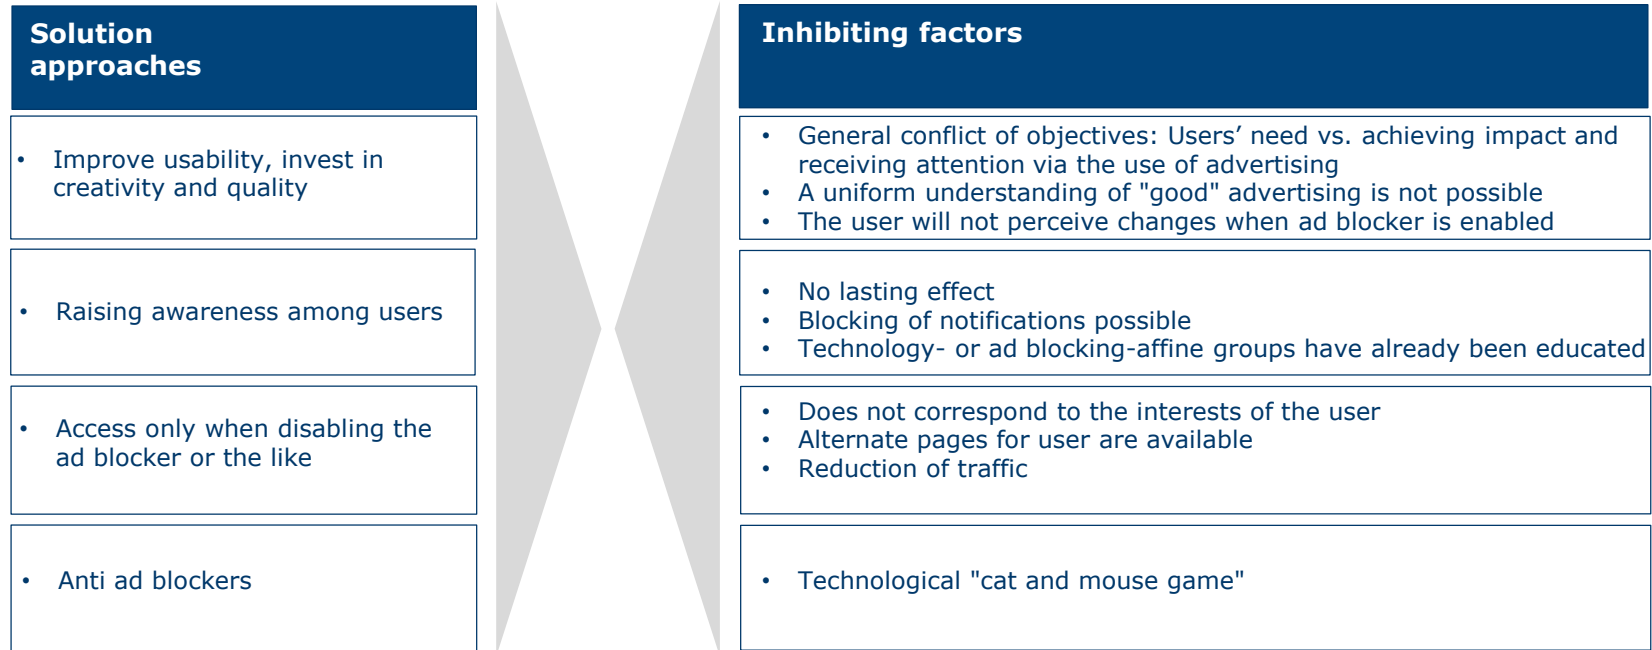 Solution
approaches
Inhibiting factors
• Improve usability, invest in
creativity and quality
• General conflict of objectives: Users’ need vs. achieving impact and
receiving attention via the use of advertising
• A uniform understanding of "good" advertising is not possible
• The user will not perceive changes when ad blocker is enabled
• Raising awareness among users
• No lasting effect
• Blocking of notifications possible
• Technology- or ad blocking-affine groups have already been educated
• Access only when disabling the
ad blocker or the like
• Does not correspond to the interests of the user
• Alternate pages for user are available
• Reduction of traffic
• Anti ad blockers
• Technological "cat and mouse game"